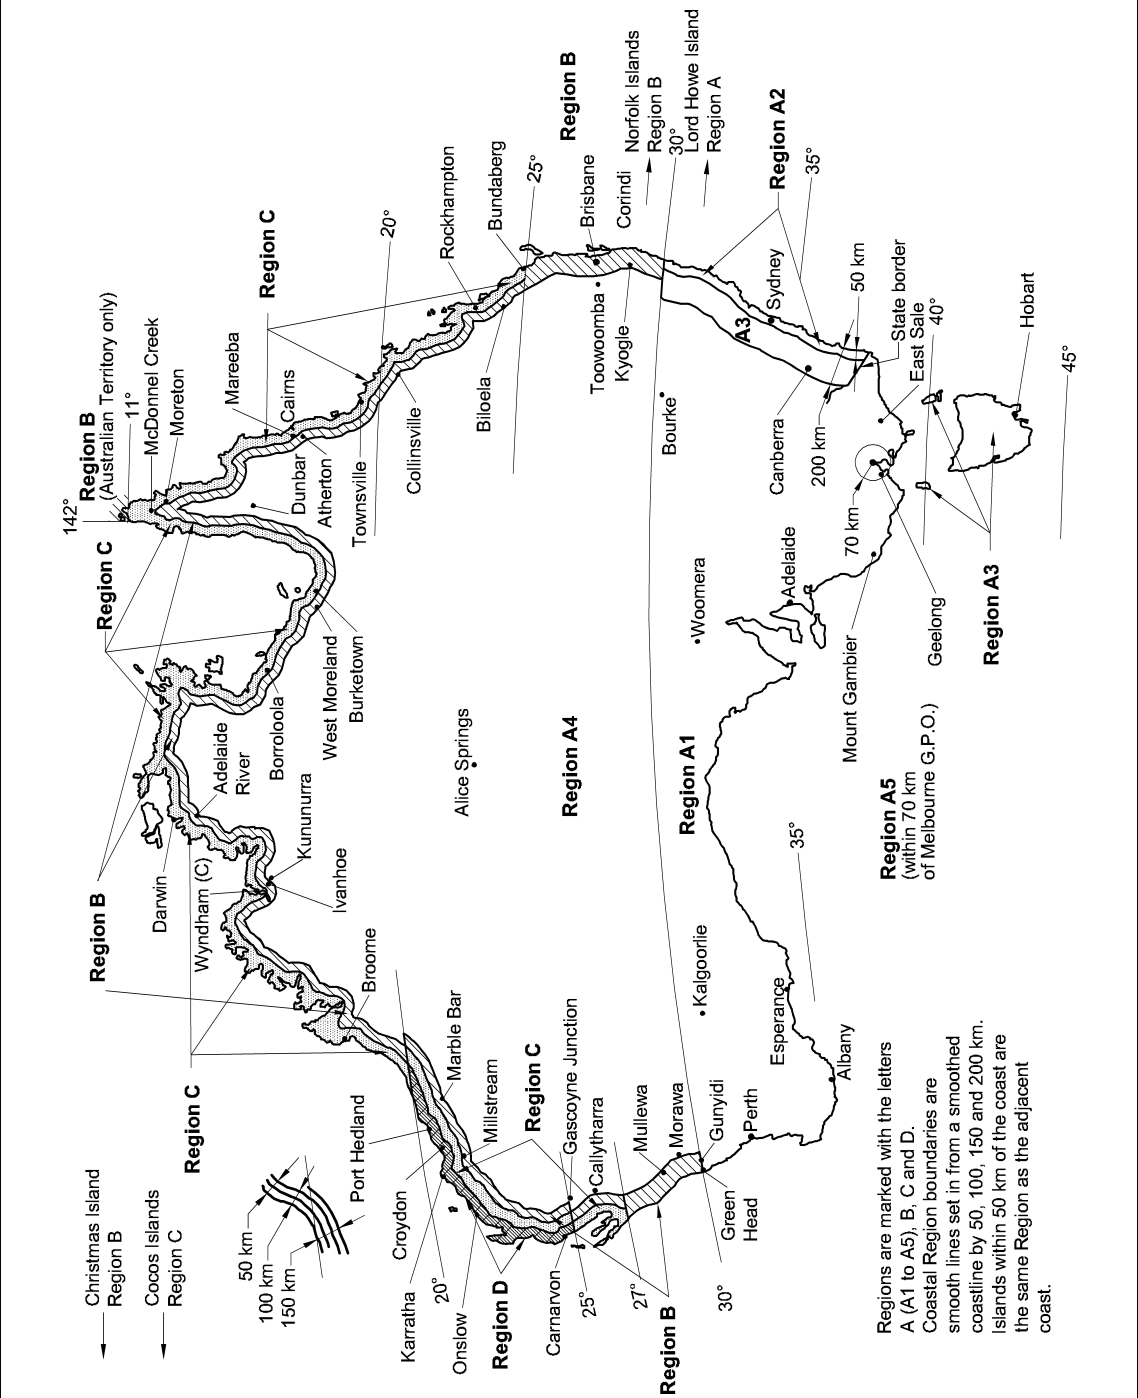 Christmas Island
Region B
Cocos Islands
Region C
50 km
100 km
150 km
Region C
Region B
Region C
142°
Region B
(Australian Territory only)
11°
McDonnel Creek
Moreton
Mareeba
Cairns
Region C
20°
Rockhampton
Bundaberg
25°
Region B
Norfolk Islands
Region B
30°
Lord Howe Island
Region A
Brisbane
Corindi
Region A2
35°
Darwin
Wyndham (C)
Adelaide
River
Borroloola
West Moreland
Burketown
Dunbar
Atherton
Townsville
Collinsville
Biloela
Toowoomba
Kyogle
Bourke
A3
Sydney
Canberra
200 km
50 km
State border
East Sale
40°
Hobart
45°
Kununurra
Ivanhoe
Broome
Port Hedland
Croydon
Karratha
20°
Onslow
Region D
Carnarvon
25°
27°
Region B
30°
Marble Bar
Millstream
Region C
Gascoyne Junction
Callytharra
Mullewa
Morawa
Gunyidi
Green
Head
Perth
Alice Springs
Region A4
Region A1
Woomera
Adelaide
Kalgoorlie
Esperance
Albany
35°
Mount Gambier
70 km
Geelong
Region A3
Region A5
(within 70 km
of Melbourne G.P.O.)
Regions are marked with the letters
A (A1 to A5), B, C and D.
Coastal Region boundaries are
smooth lines set in from a smoothed
coastline by 50, 100, 150 and 200 km.
Islands within 50 km of the coast are
the same Region as the adjacent
coast.